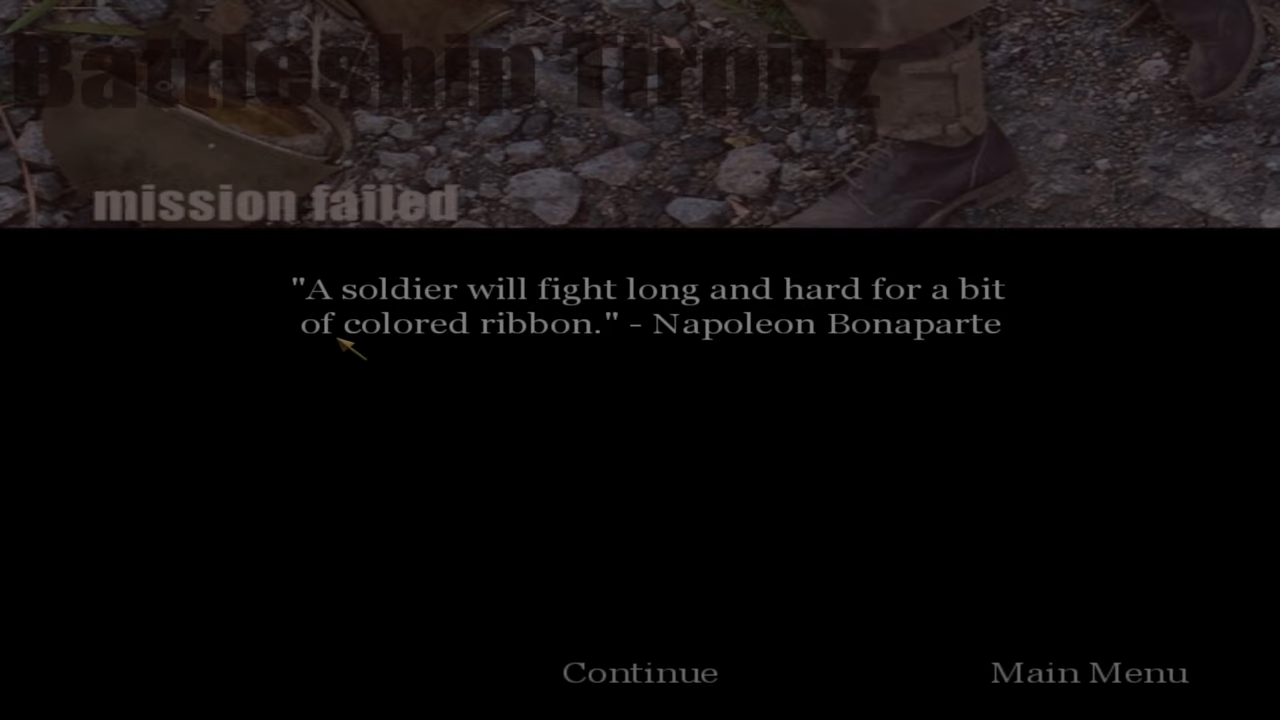 Battleship Tirpitz
mission failed
"A soldier will fight long and hard for a bit
of colored ribbon." - Napoleon Bonaparte
Continue
Main Menu